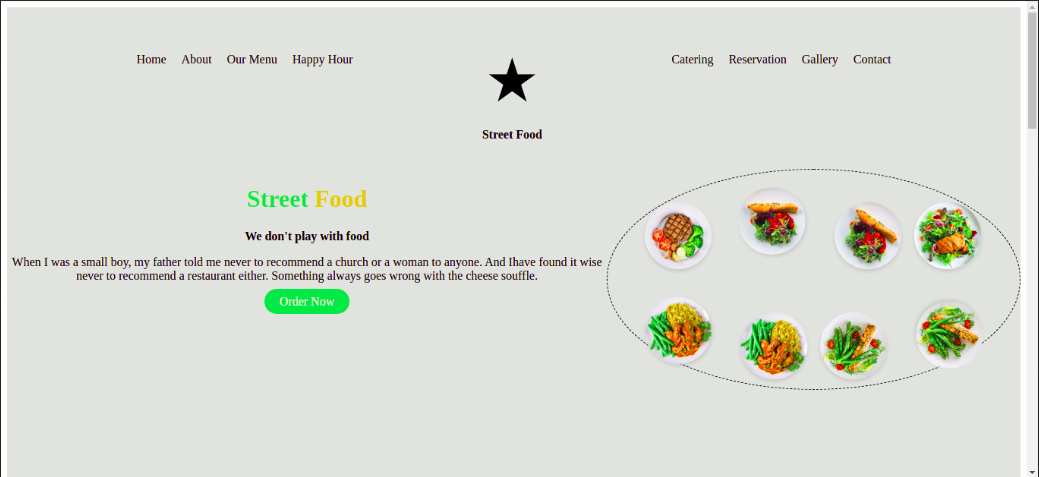 Home About Our Menu Happy Hour
Catering Reservation Gallery Contact
Street Food
Street Food
We don't play with food
When I was a small boy, my father told me never to recommend a church or a woman to anyone. And Ihave found it wise
never to recommend a restaurant either. Something always goes wrong with the cheese souffle.
Order Now